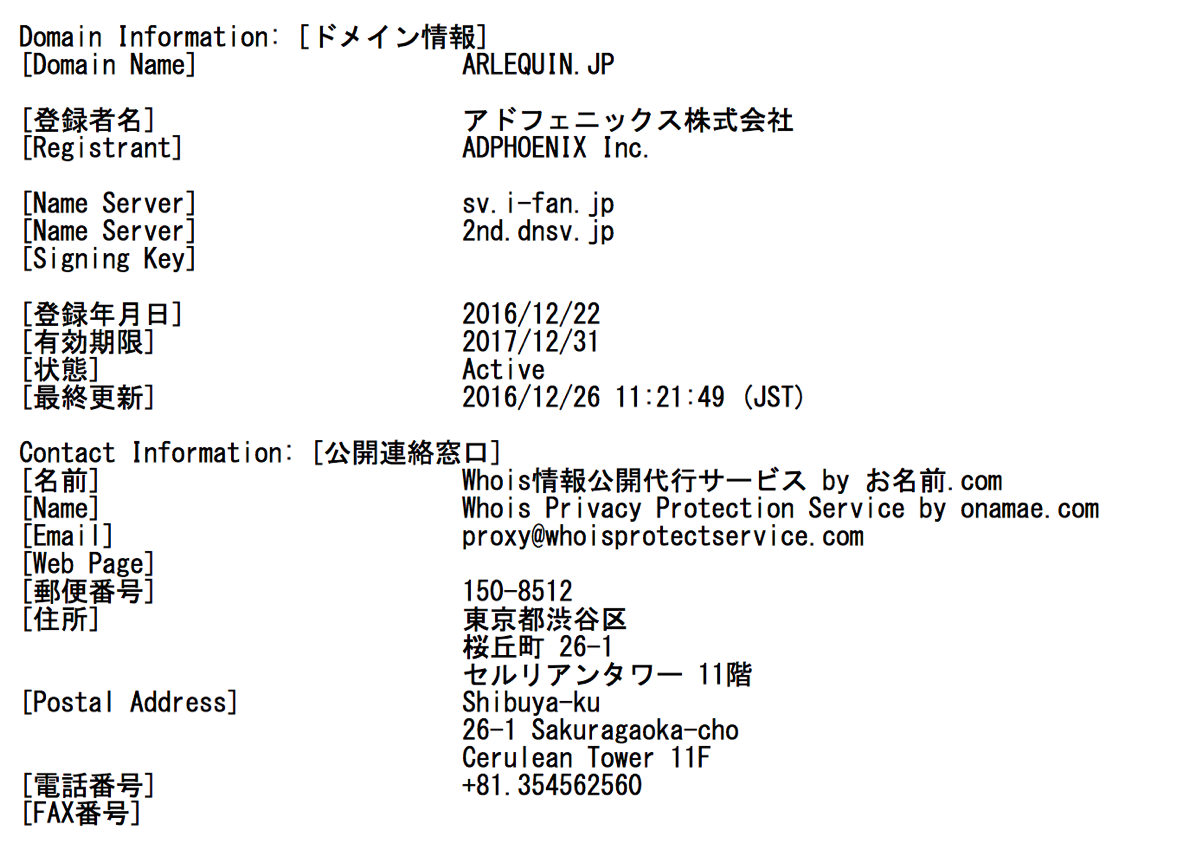 Domain Information: [ドメイン情報]
[Domain Name] ARLEQUIN.JP
[登録者名] アドフェニックス株式会社
[Registrant] ADPHOENIX Inc.
[Name Server] sv.i-fan.jp
[Name Server] 2nd.dnsv.jp
[Signing Key]
[登録年月日] 2016/12/22
[有効期限] 2017/12/31
[状態] Active
[最終更新] 2016/12/26 11:21:49 (JST)
Contact Information: [公開連絡窓口]
[名前] Whois情報公開代行サービス by お名前.com
[Name] Whois Privacy Protection Service by onamae.com
[Email] proxy@whoisprotectservice.com
[Web Page]
[郵便番号] 150-8512
[住所] 東京都渋谷区
桜丘町 26-1
セルリアンタワー 11階
[Postal Address] Shibuya-ku
26-1 Sakuragaoka-cho
Cerulean Tower 11F
[電話番号] +81.354562560
[FAX番号]